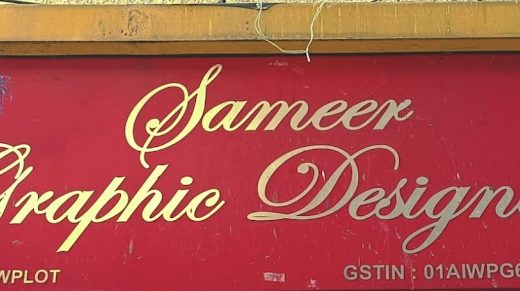 Sameer
Graphic Design
WPLOT
GSTIN : 01AIWPG6